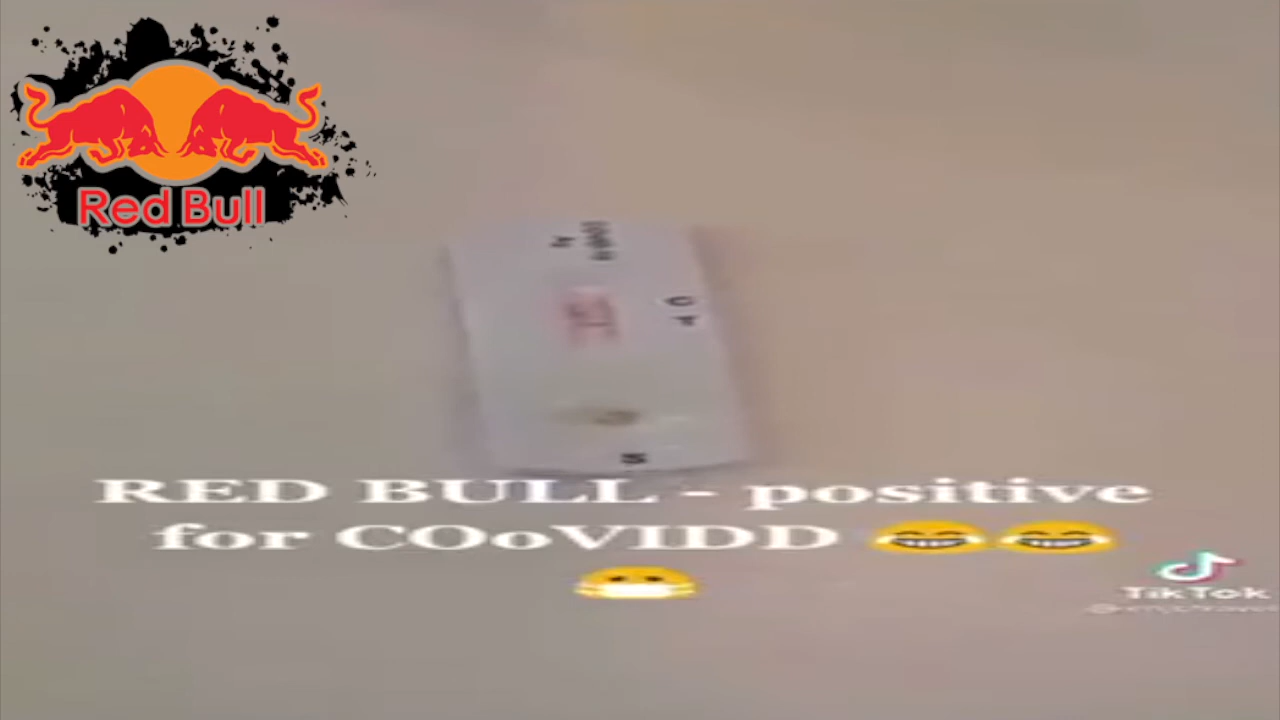 Red Bull
C
T
S
RED BULL - positive
for COoVIDD 😂😂
😷
TikTok